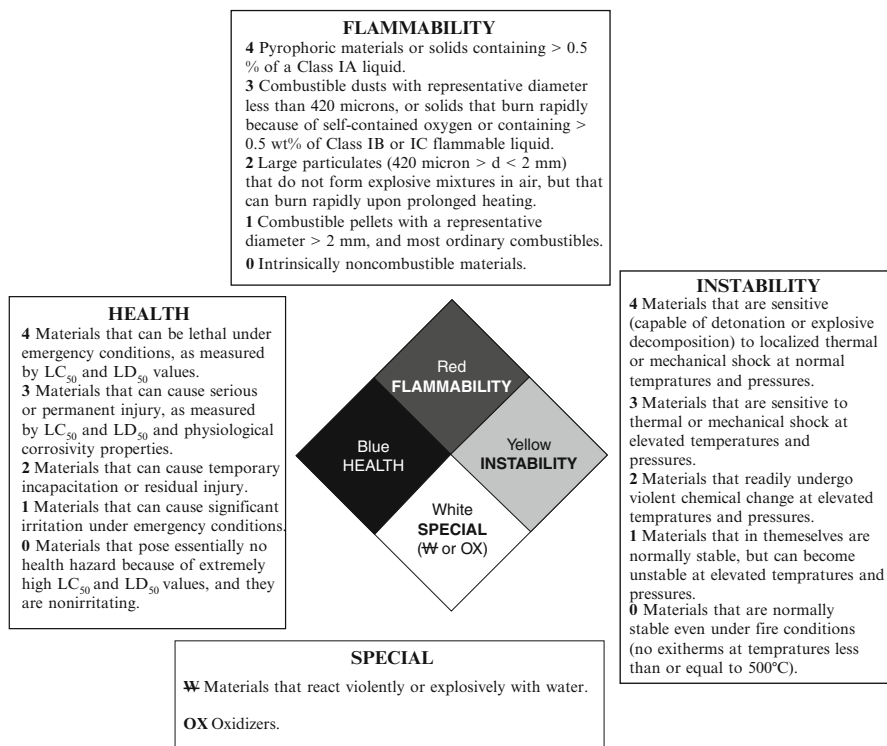 FLAMMABILITY
4 Pyrophoric materials or solids containing > 0.5
% of a Class IA liquid.
3 Combustible dusts with representative diameter
less than 420 microns, or solids that burn rapidly
because of self-contained oxygen or containing >
0.5 wt% of Class IB or IC flammable liquid.
2 Large particulates (420 micron > d < 2 mm)
that do not form explosive mixtures in air, but that
can burn rapidly upon prolonged heating.
1 Combustible pellets with a representative
diameter > 2 mm, and most ordinary combustibles.
0 Intrinsically noncombustible materials.
HEALTH
4 Materials that can be lethal under
emergency conditions, as measured
by LC50 and LD50 values.
3 Materials that can cause serious
or permanent injury, as measured
by LC50 and LD50 and physiological
corrosivity properties.
2 Materials that can cause temporary
incapacitation or residual injury.
1 Materials that can cause significant
irritation under emergency conditions.
0 Materials that pose essentially no
health hazard because of extremely
high LC50 and LD50 values, and they
are nonirritating.
Red
FLAMMABILITY
Blue
HEALTH
Yellow
INSTABILITY
White
SPECIAL
(W̶ or OX)
INSTABILITY
4 Materials that are sensitive
(capable of detonation or explosive
decomposition) to localized thermal
or mechanical shock at normal
tempratures and pressures.
3 Materials that are sensitive to
thermal or mechanical shock at
elevated temperatures and
pressures.
2 Materials that readily undergo
violent chemical change at elevated
tempratures and pressures.
1 Materials that in themeselves are
normally stable, but can become
unstable at elevated tempratures and
pressures.
0 Materials that are normally
stable even under fire conditions
(no exitherms at tempratures less
than or equal to 500°C).
SPECIAL
W̶ Materials that react violently or explosively with water.
OX Oxidizers.